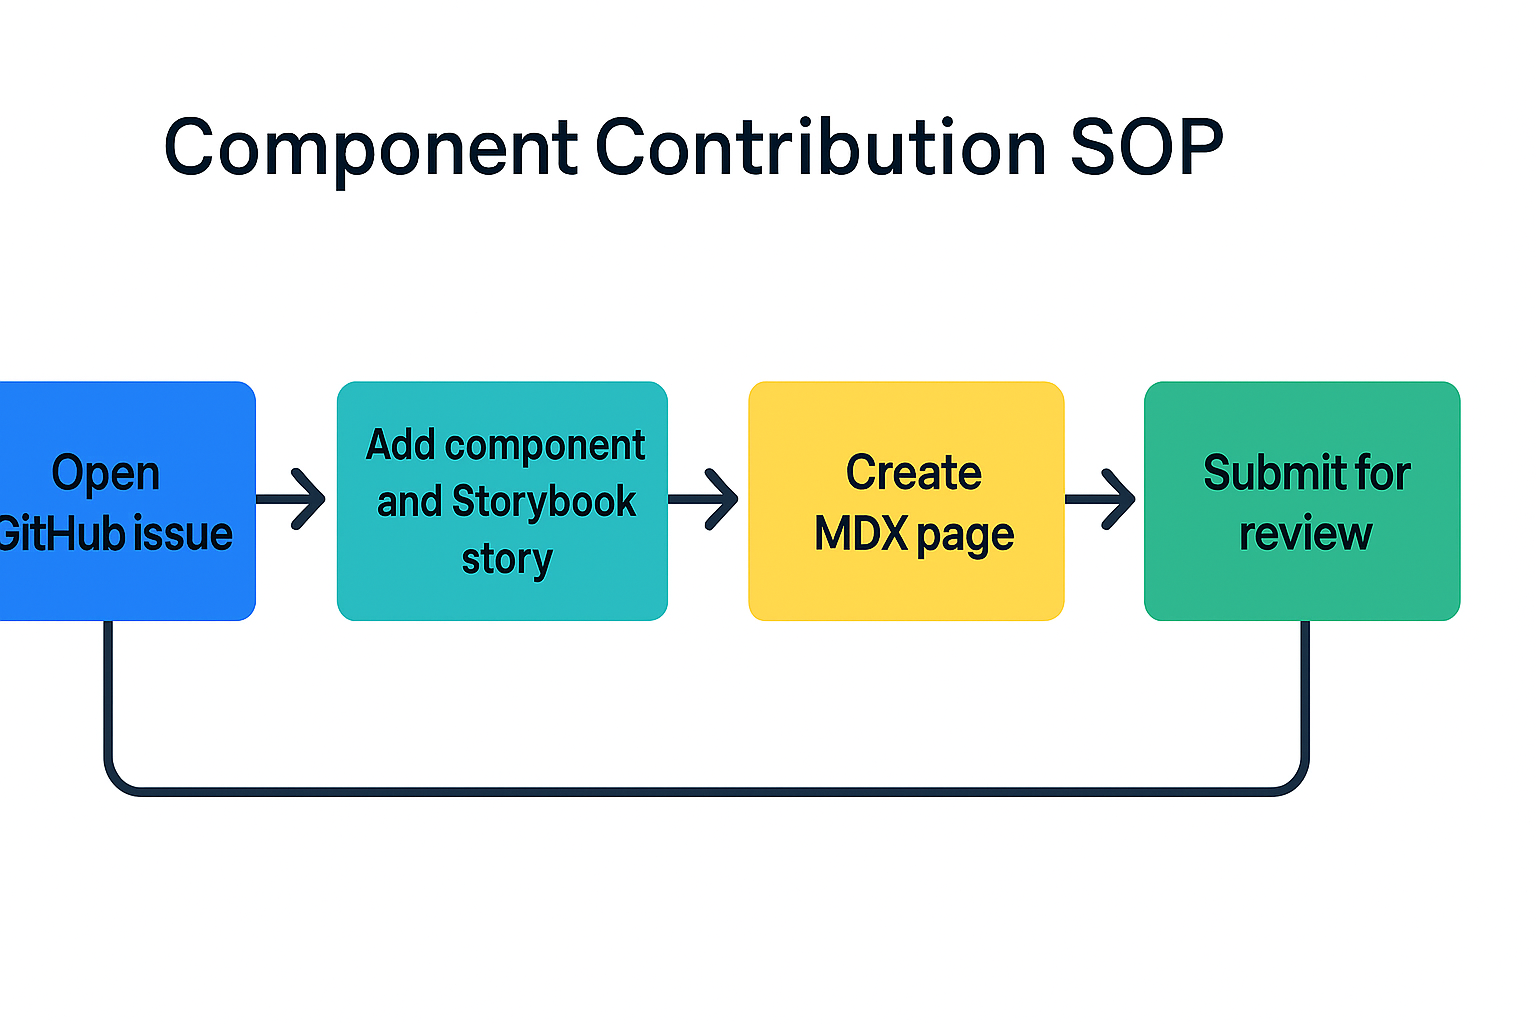 Component Contribution SOP
Open
GitHub issue
Add component
and Storybook
story
Create
MDX page
Submit for
review